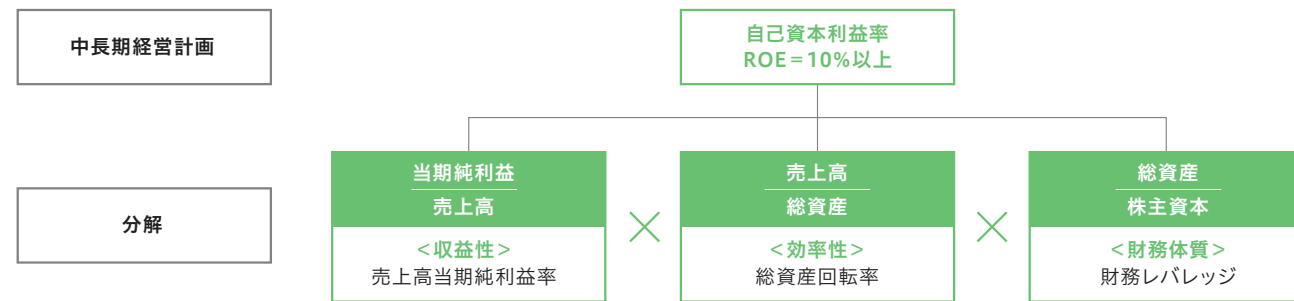 中長期経営計画
自己資本利益率
ROE=10%以上
分解
当期純利益
売上高
<収益性>
売上高当期純利益率
×
売上高
総資産
<効率性>
総資産回転率
×
総資産
株主資本
<財務体質>
財務レバレッジ